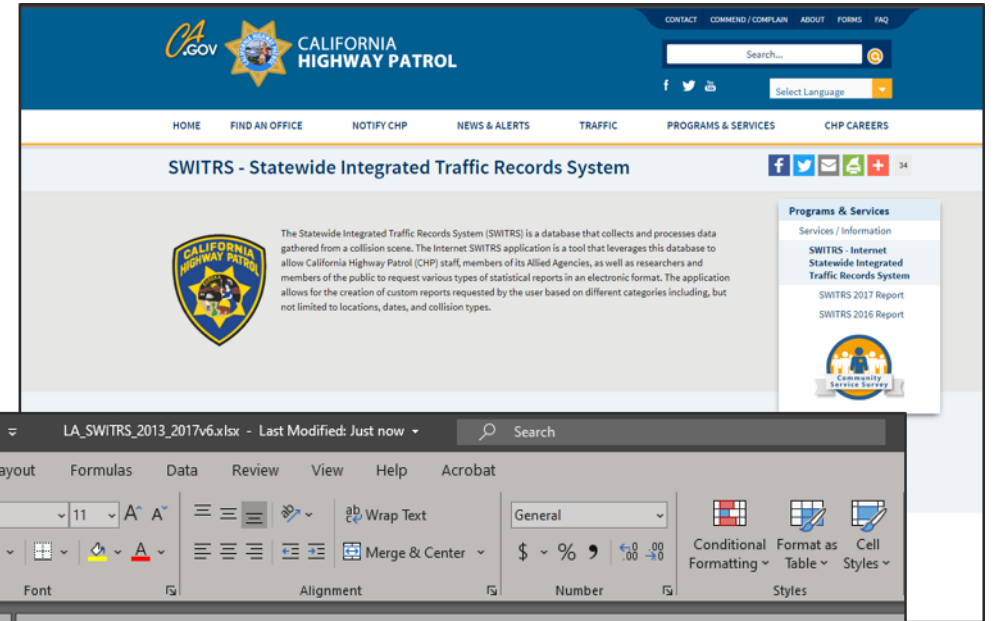 CONTACT COMMEND / COMPLAIN ABOUT FORMS FAQ
CA
.GOV
CALIFORNIA
HIGHWAY PATROL
Search...
Select Language
HOME FIND AN OFFICE NOTIFY CHP NEWS & ALERTS TRAFFIC PROGRAMS & SERVICES CHP CAREERS
SWITRS - Statewide Integrated Traffic Records System
34
CALIFORNIA
HIGHWAY PATROL
The Statewide Integrated Traffic Records System (SWITRS) is a database that collects and processes data
gathered from a collision scene. The Internet SWITRS application is a tool that leverages this database to
allow California Highway Patrol (CHP) staff, members of its Allied Agencies, as well as researchers and
members of the public to request various types of statistical reports in an electronic format. The application
allows for the creation of custom reports requested by the user based on different categories including, but
not limited to locations, dates, and collision types.
Programs & Services
Services / Information
SWITRS - Internet
Statewide Integrated
Traffic Records System
SWITRS 2017 Report
SWITRS 2016 Report
Community
Service Survey
LA_SWITRS_2013_2017v6.xlsx - Last Modified: Just now
Search
ayout Formulas Data Review View Help Acrobat
11 A A
ab Wrap Text
General
A
Merge & Center
$ % 9 .00 .00
Conditional
Formatting
Format as
Table
Cell
Styles
Font Alignment Number Styles